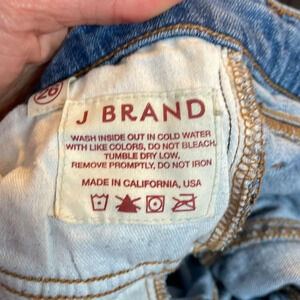 26
J BRAND
WASH INSIDE OUT IN COLD WATER
WITH LIKE COLORS, DO NOT BLEACH,
TUMBLE DRY LOW,
REMOVE PROMPTLY, DO NOT IRON
MADE IN CALIFORNIA, USA